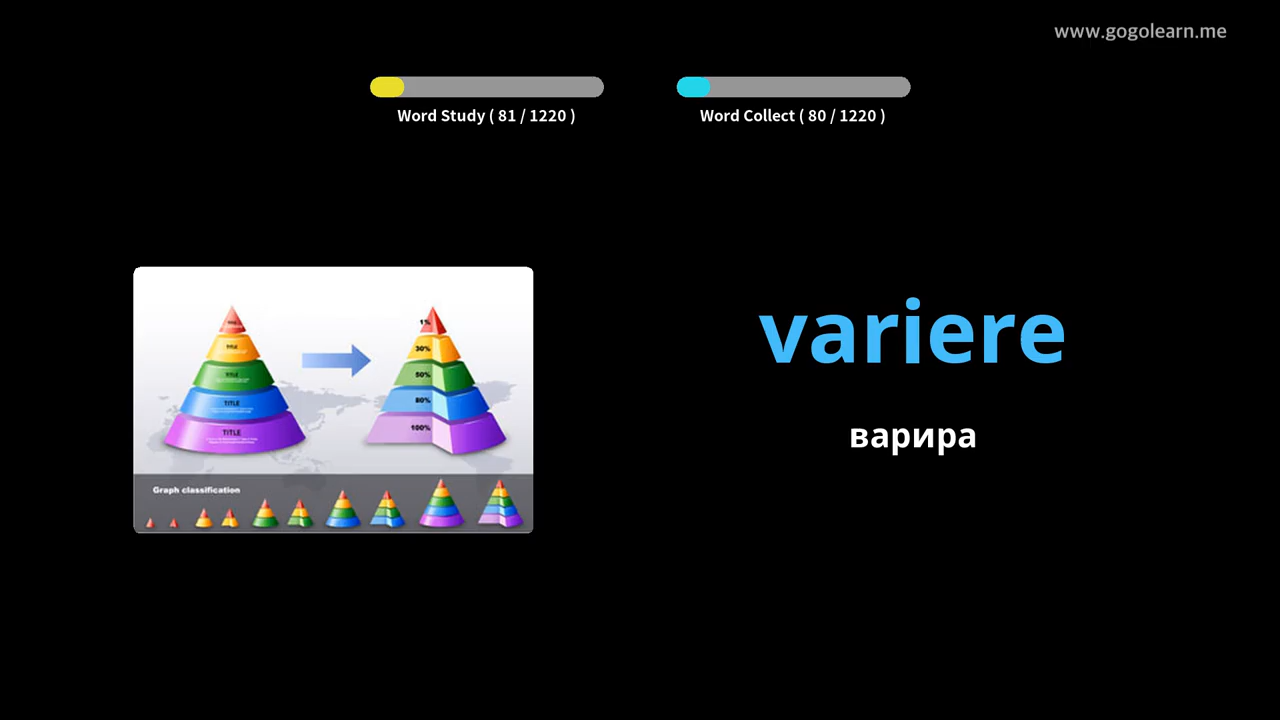 www.gogolearn.me
Word Study ( 81 / 1220 )
Word Collect ( 80 / 1220 )
variere
варира
TITLE
TITLE
TITLE
TITLE
TITLE
1%
30%
50%
80%
100%
Graph classification